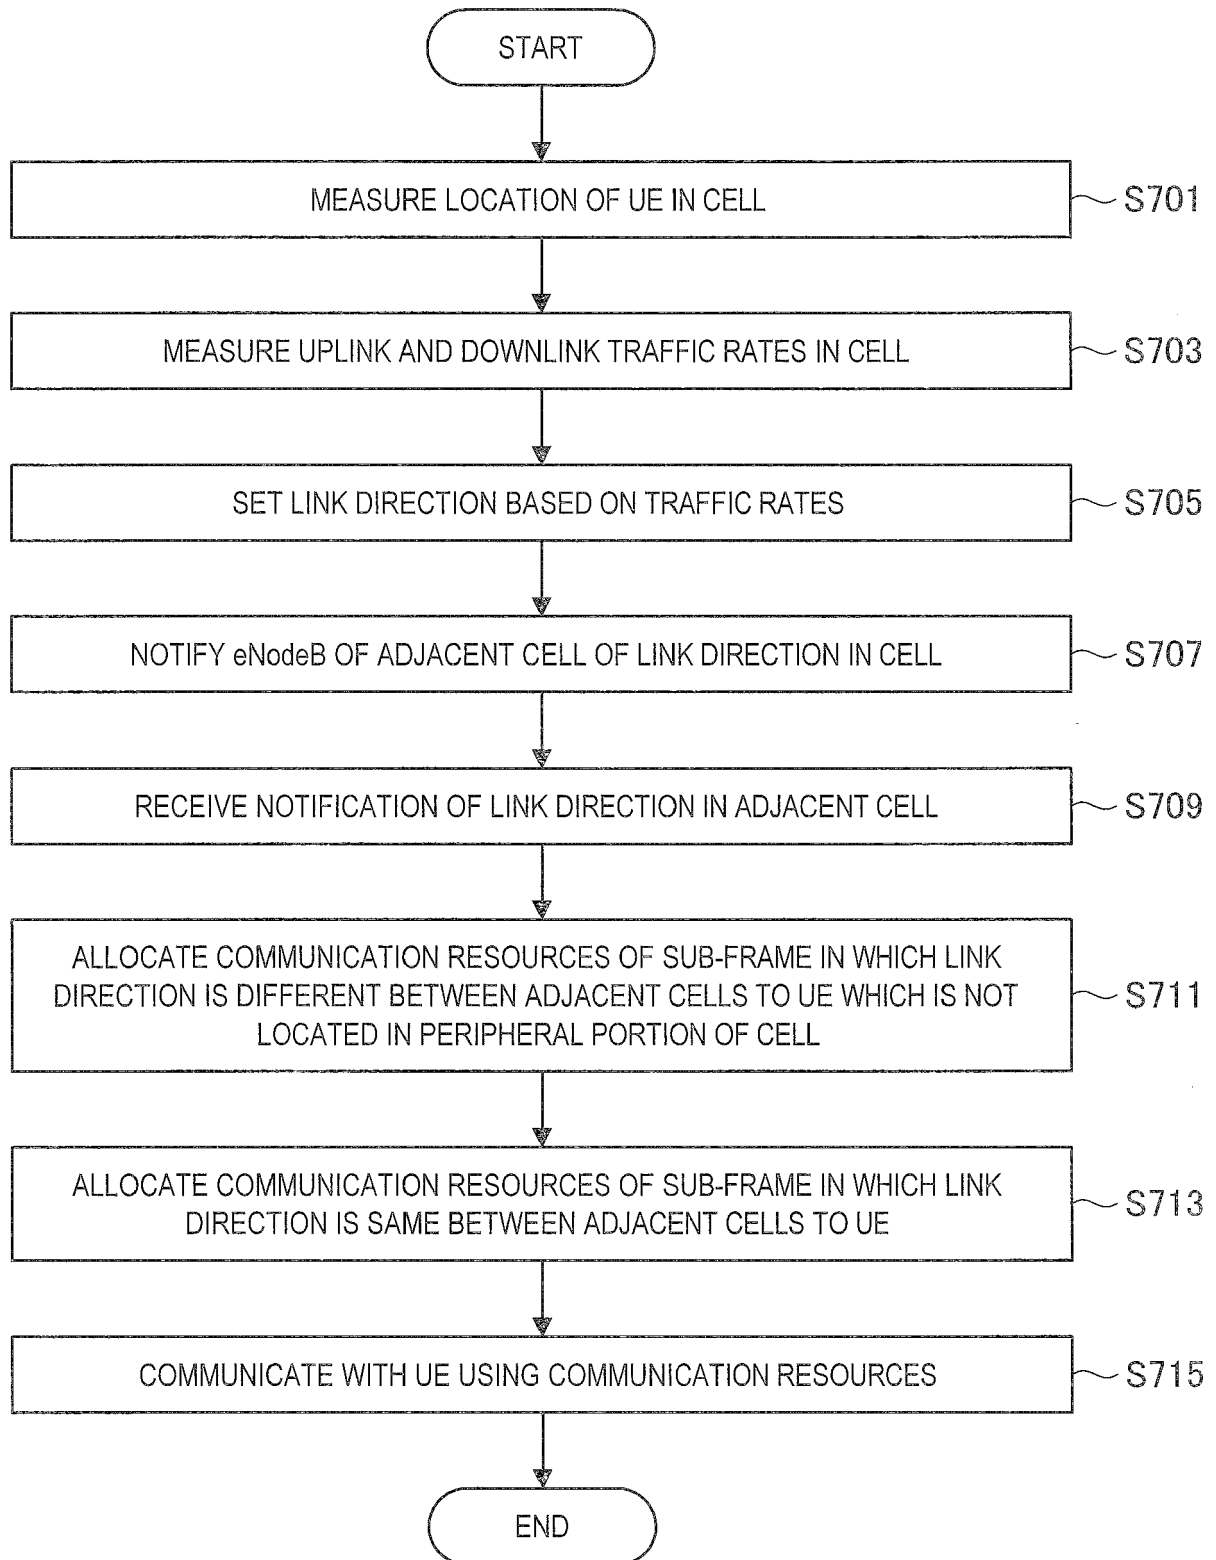 START
MEASURE LOCATION OF UE IN CELL
S701
MEASURE UPLINK AND DOWNLINK TRAFFIC RATES IN CELL
S703
SET LINK DIRECTION BASED ON TRAFFIC RATES
S705
NOTIFY eNodeB OF ADJACENT CELL OF LINK DIRECTION IN CELL
S707
RECEIVE NOTIFICATION OF LINK DIRECTION IN ADJACENT CELL
S709
ALLOCATE COMMUNICATION RESOURCES OF SUB-FRAME IN WHICH LINK
DIRECTION IS DIFFERENT BETWEEN ADJACENT CELLS TO UE WHICH IS NOT
LOCATED IN PERIPHERAL PORTION OF CELL
S711
ALLOCATE COMMUNICATION RESOURCES OF SUB-FRAME IN WHICH LINK
DIRECTION IS SAME BETWEEN ADJACENT CELLS TO UE
S713
COMMUNICATE WITH UE USING COMMUNICATION RESOURCES
S715
END